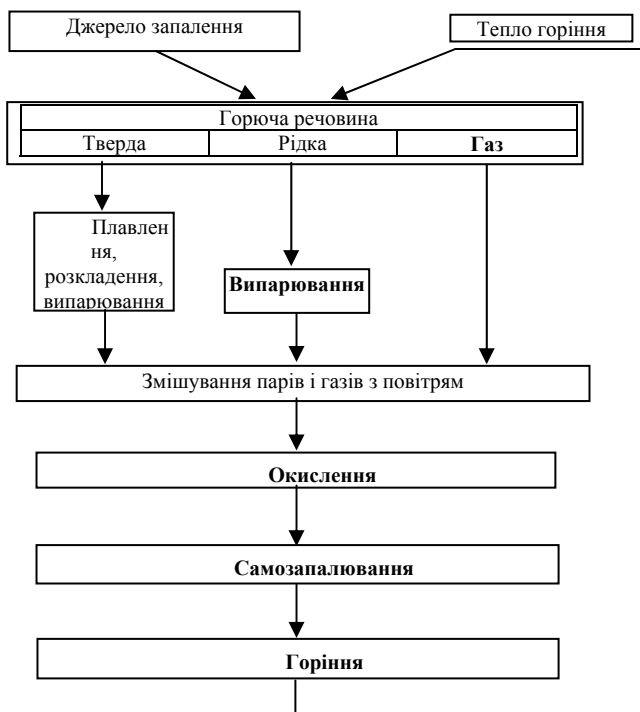 Джерело запалення
Тепло горіння
Горюча речовина
Тверда
Рідка
Газ
Плавлен
ня,
розкладення,
випарювання
Випарювання
Змішування парів і газів з повітрям
Окислення
Самозапалювання
Горіння